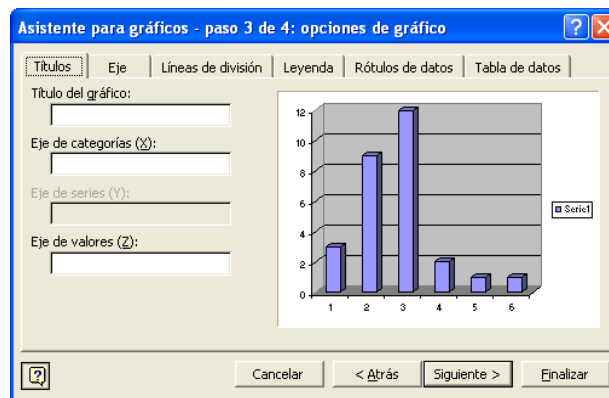 Asistente para gráficos - paso 3 de 4: opciones de gráfico
Títulos Eje Líneas de división Leyenda Rótulos de datos Tabla de datos
Título del gráfico:
Eje de categorías (X):
Eje de series (Y):
Eje de valores (Z):
12
10
8
6
4
2
0
1 2 3 4 5 6
Serie1
Cancelar < Atrás Siguiente > Finalizar